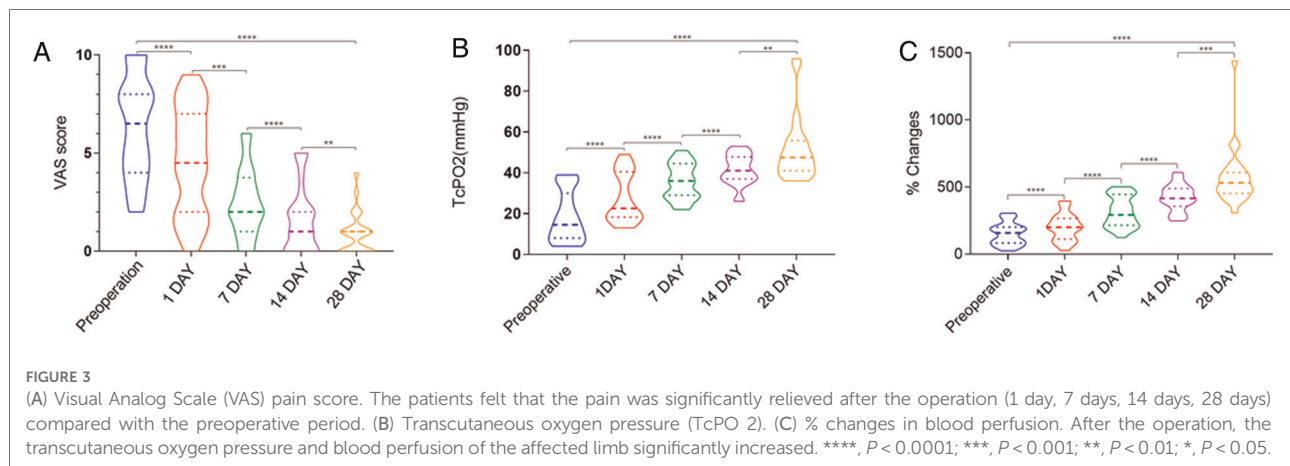 A
****
****
***
****
**
10
5
0
VAS score
Preoperation
1 DAY
7 DAY
14 DAY
28 DAY
B
****
**
****
****
****
100
80
60
40
20
0
TcPO2(mmHg)
Preoperative
1DAY
7 DAY
14 DAY
28 DAY
C
****
***
****
****
****
1500
1000
500
0
% Changes
Preoperative
1DAY
7 DAY
14 DAY
28 DAY
FIGURE 3
(A) Visual Analog Scale (VAS) pain score. The patients felt that the pain was significantly relieved after the operation (1 day, 7 days, 14 days, 28 days)
compared with the preoperative period. (B) Transcutaneous oxygen pressure (TcPO 2). (C) % changes in blood perfusion. After the operation, the
transcutaneous oxygen pressure and blood perfusion of the affected limb significantly increased. ****, P < 0.0001; ***, P < 0.001; **, P < 0.01; *, P < 0.05.